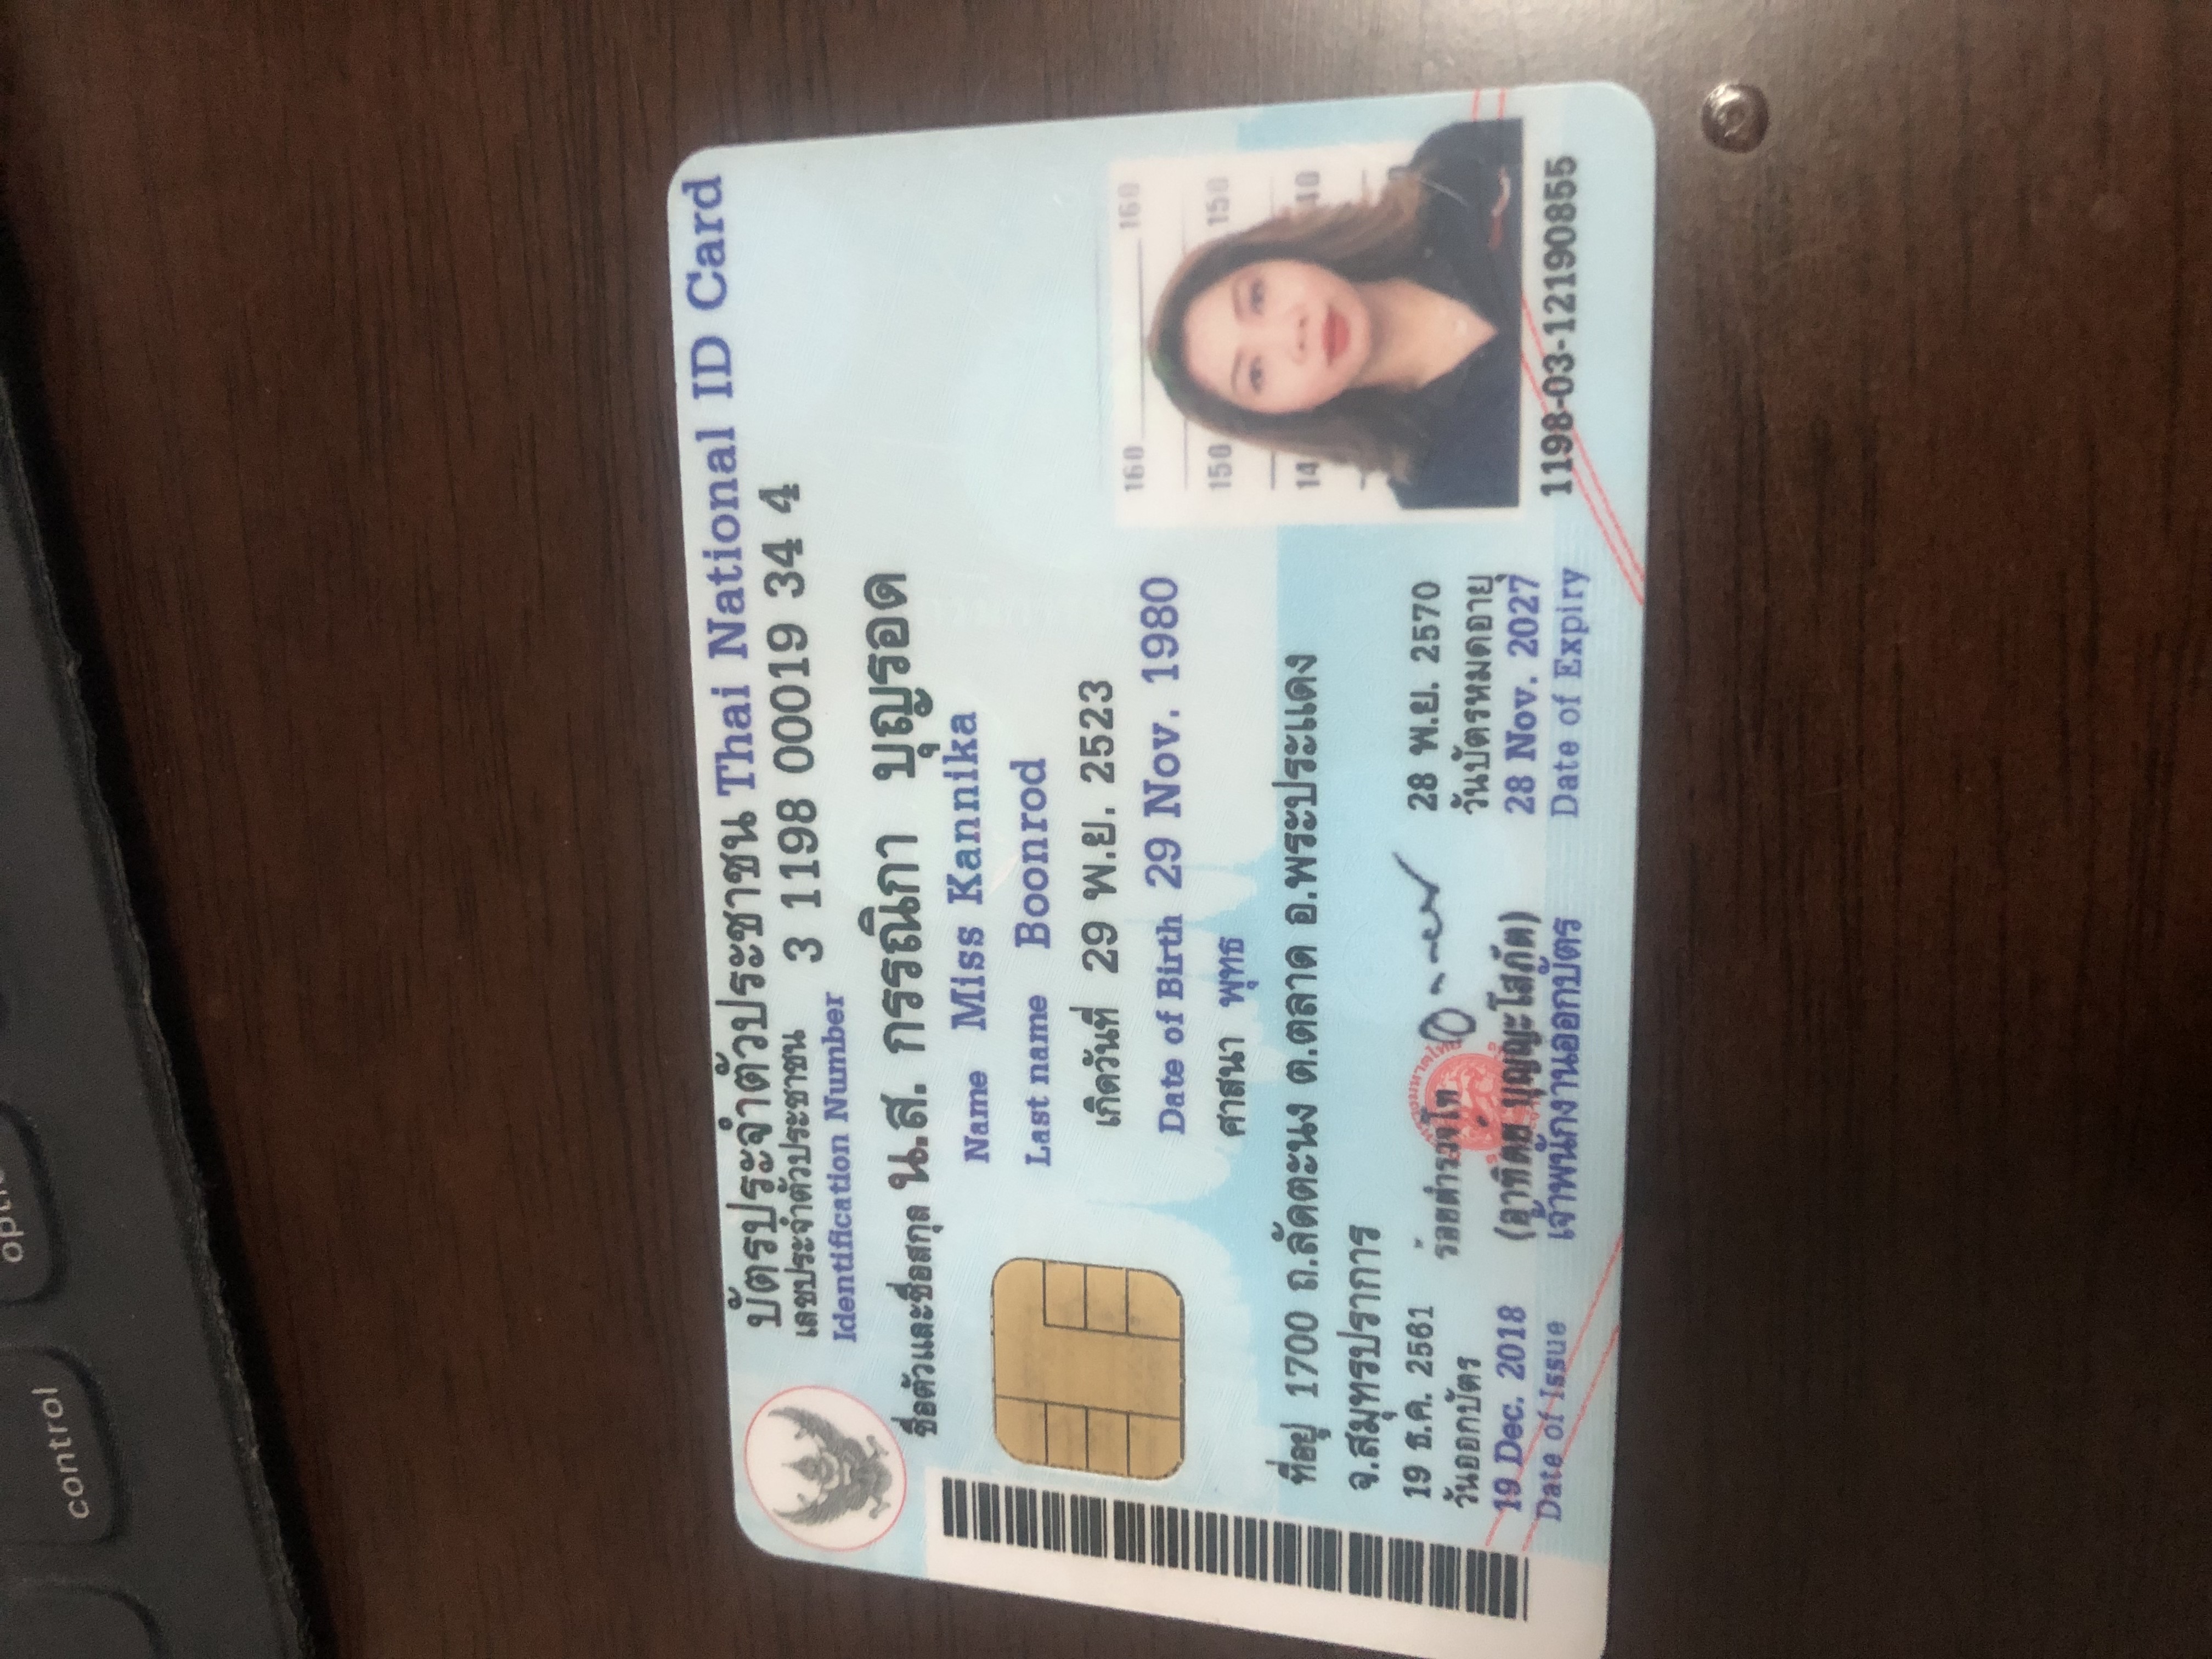 control
บัตรประจำตัวประชาชน Thai National ID Card
เลขประจำตัวประชาชน 3 1198 00019 34 4
Identification Number
ชื่อตัวและชื่อสกุล น.ส. กรรณิกา บุญรอด
Name Miss Kannika
Last name Boonrod
เกิดวันที่ 29 พ.ย. 2523
Date of Birth 29 Nov. 1980
ศาสนา พุทธ
ที่อยู่ 1700 ถ.ลัดตะนง ต.ตลาด อ.พระประแดง
จ.สมุทรปราการ
19 ธ.ค. 2561
วันออกบัตร
19 Dec. 2018
Date of Issue
ร้อยตำรวจโท
(อาทิตย์ บุญญะโสภัต)
เจ้าพนักงานออกบัตร
28 พ.ย. 2570
วันบัตรหมดอายุ
28 Nov. 2027
Date of Expiry
160 160
150 150
1198-03-12190855